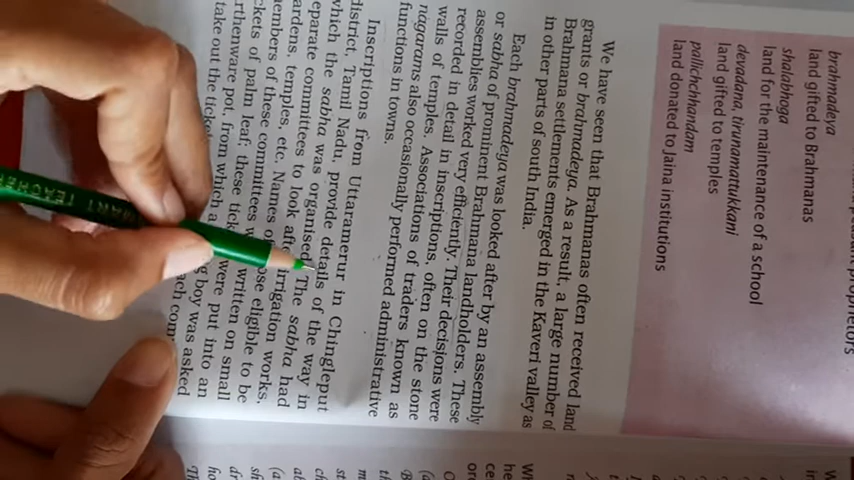 brahmadeya
land gifted to Brahmanas
shalabhoga
land for the maintenance of a school
devadana, tirunamattukkani
land gifted to temples
pallichchhandam
land donated to Jaina institutions
We have seen that Brahmanas often received land
grants or brahmadeya. As a result, a large number of
Brahmana settlements emerged in the Kaveri valley as
in other parts of south India.
Each brahmadeya was looked after by an assembly
or sabha of prominent Brahmana landholders. These
assemblies worked very efficiently. Their decisions were
recorded in detail in inscriptions, often on the stone
walls of temples. Associations of traders known as
nagarams also occasionally performed administrative
functions in towns.
Inscriptions from Uttaramerur in Chingleput
district, Tamil Nadu, provide details of the way in
which the sabha was organised. The sabha had
separate committees to look after irrigation works,
gardens, temples, etc. Names of those eligible to be
members of these committees were written on small
tickets of palm leaf; these tickets were put into an
earthenware pot, from which a boy was asked
take out the tickets, each
TEACHER